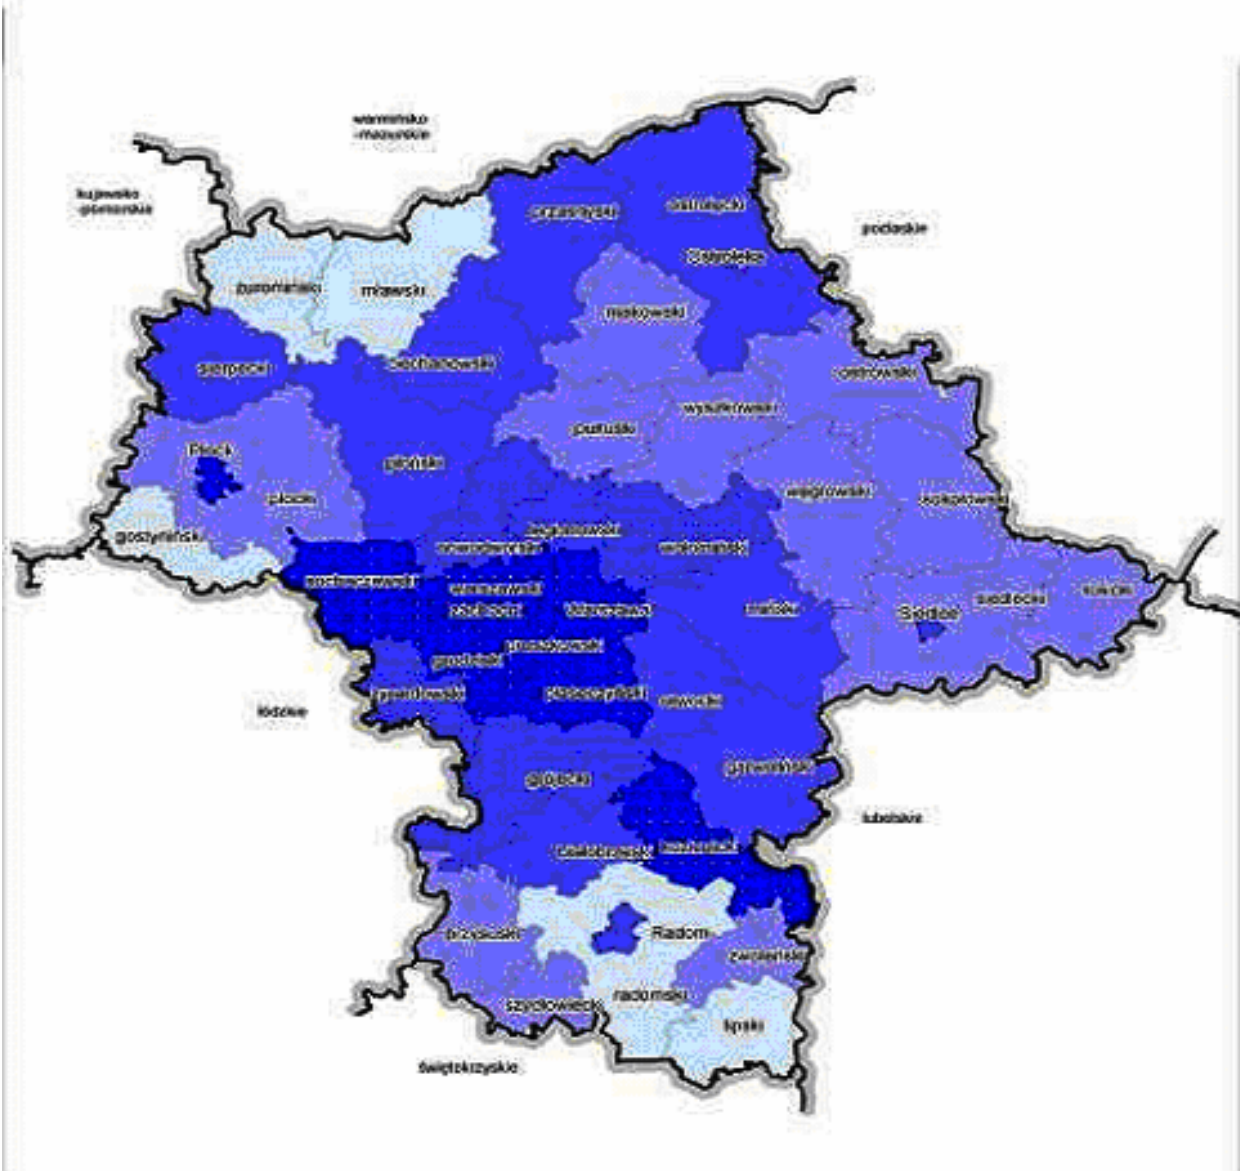 warmińsko
-mazurskie
kujawsko
-pomorskie
podlaskie
przasnyski
ostrołęcki
Ostrołęka
żuromiński
mławski
makowski
sierpecki
ciechanowski
ostrowski
wyszkowski
pułtuski
Płock
płoński
płocki
węgrowski
sokołowski
gostyniński
legionowski
nowodworski
wołomiński
sochaczewski
warszawski
zachodni
miński
Siedlce
siedlecki
łosicki
pruszkowski
grodziski
żyrardowski
piaseczyński
otwocki
łódzkie
grójecki
garwoliński
lubelskie
białobrzeski
kozienicki
przysuski
Radom
zwoleński
radomski
szydłowiecki
lipski
świętokrzyskie